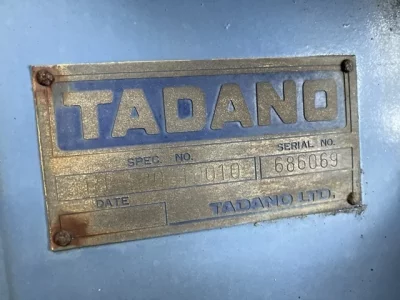 TADANO
SPEC. NO. SERIAL NO.
686069
DATE TADANO LTD.